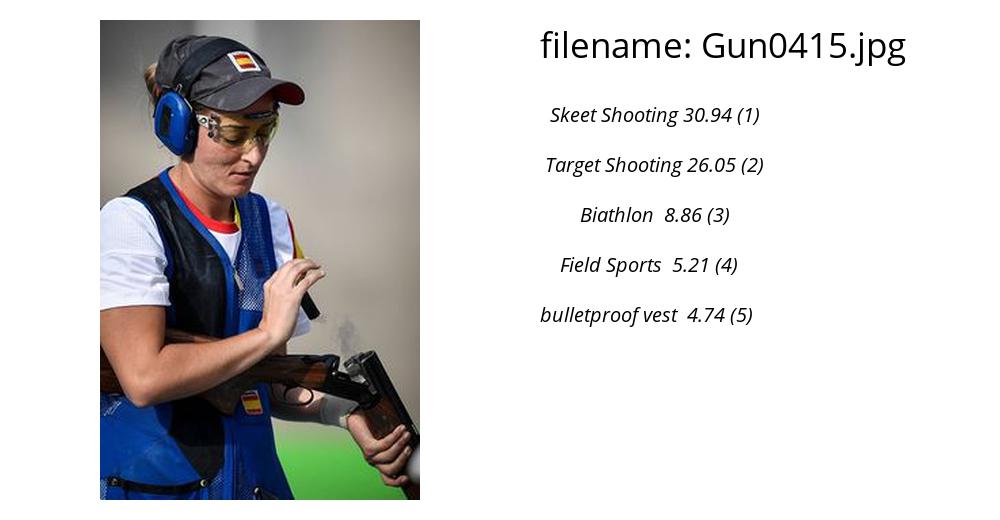 filename: Gun0415.jpg
Skeet Shooting 30.94 (1)
Target Shooting 26.05 (2)
Biathlon 8.86 (3)
Field Sports 5.21 (4)
bulletproof vest 4.74 (5)